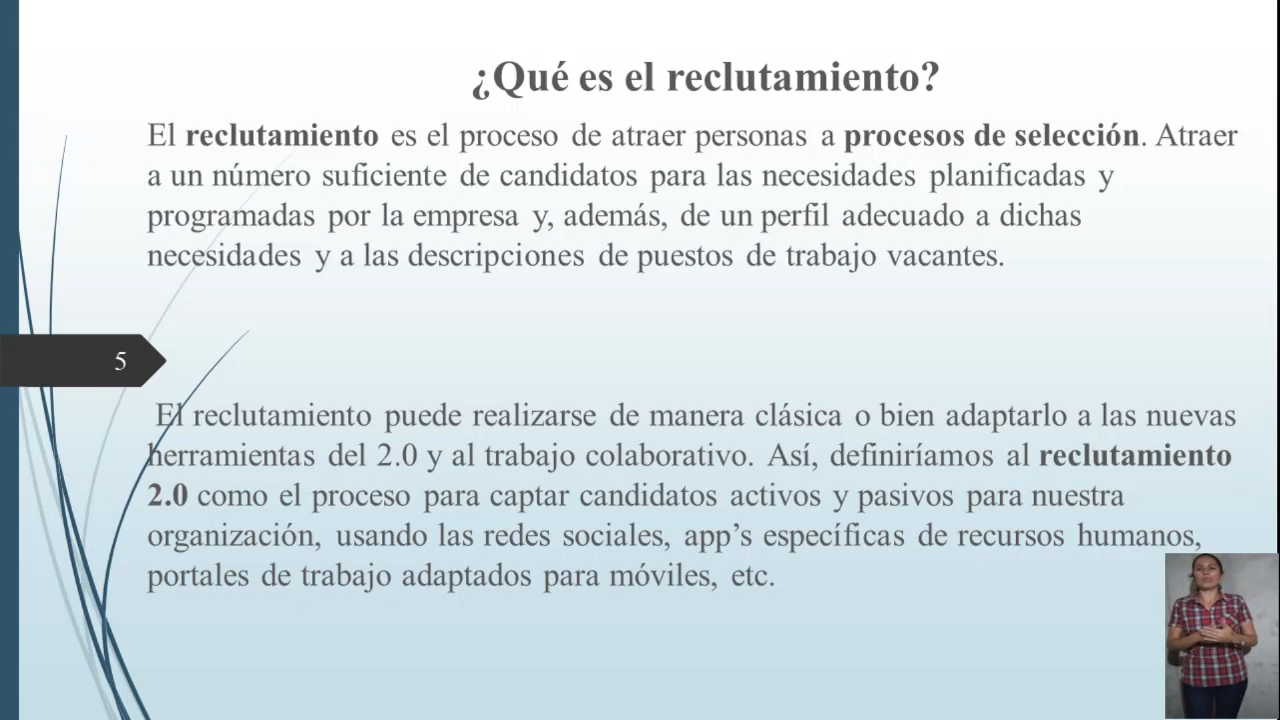 ¿Qué es el reclutamiento?
El reclutamiento es el proceso de atraer personas a procesos de selección. Atraer
a un número suficiente de candidatos para las necesidades planificadas y
programadas por la empresa y, además, de un perfil adecuado a dichas
necesidades y a las descripciones de puestos de trabajo vacantes.
5
El reclutamiento puede realizarse de manera clásica o bien adaptarlo a las nuevas
herramientas del 2.0 y al trabajo colaborativo. Así, definiríamos al reclutamiento
2.0 como el proceso para captar candidatos activos y pasivos para nuestra
organización, usando las redes sociales, app’s específicas de recursos humanos,
portales de trabajo adaptados para móviles, etc.